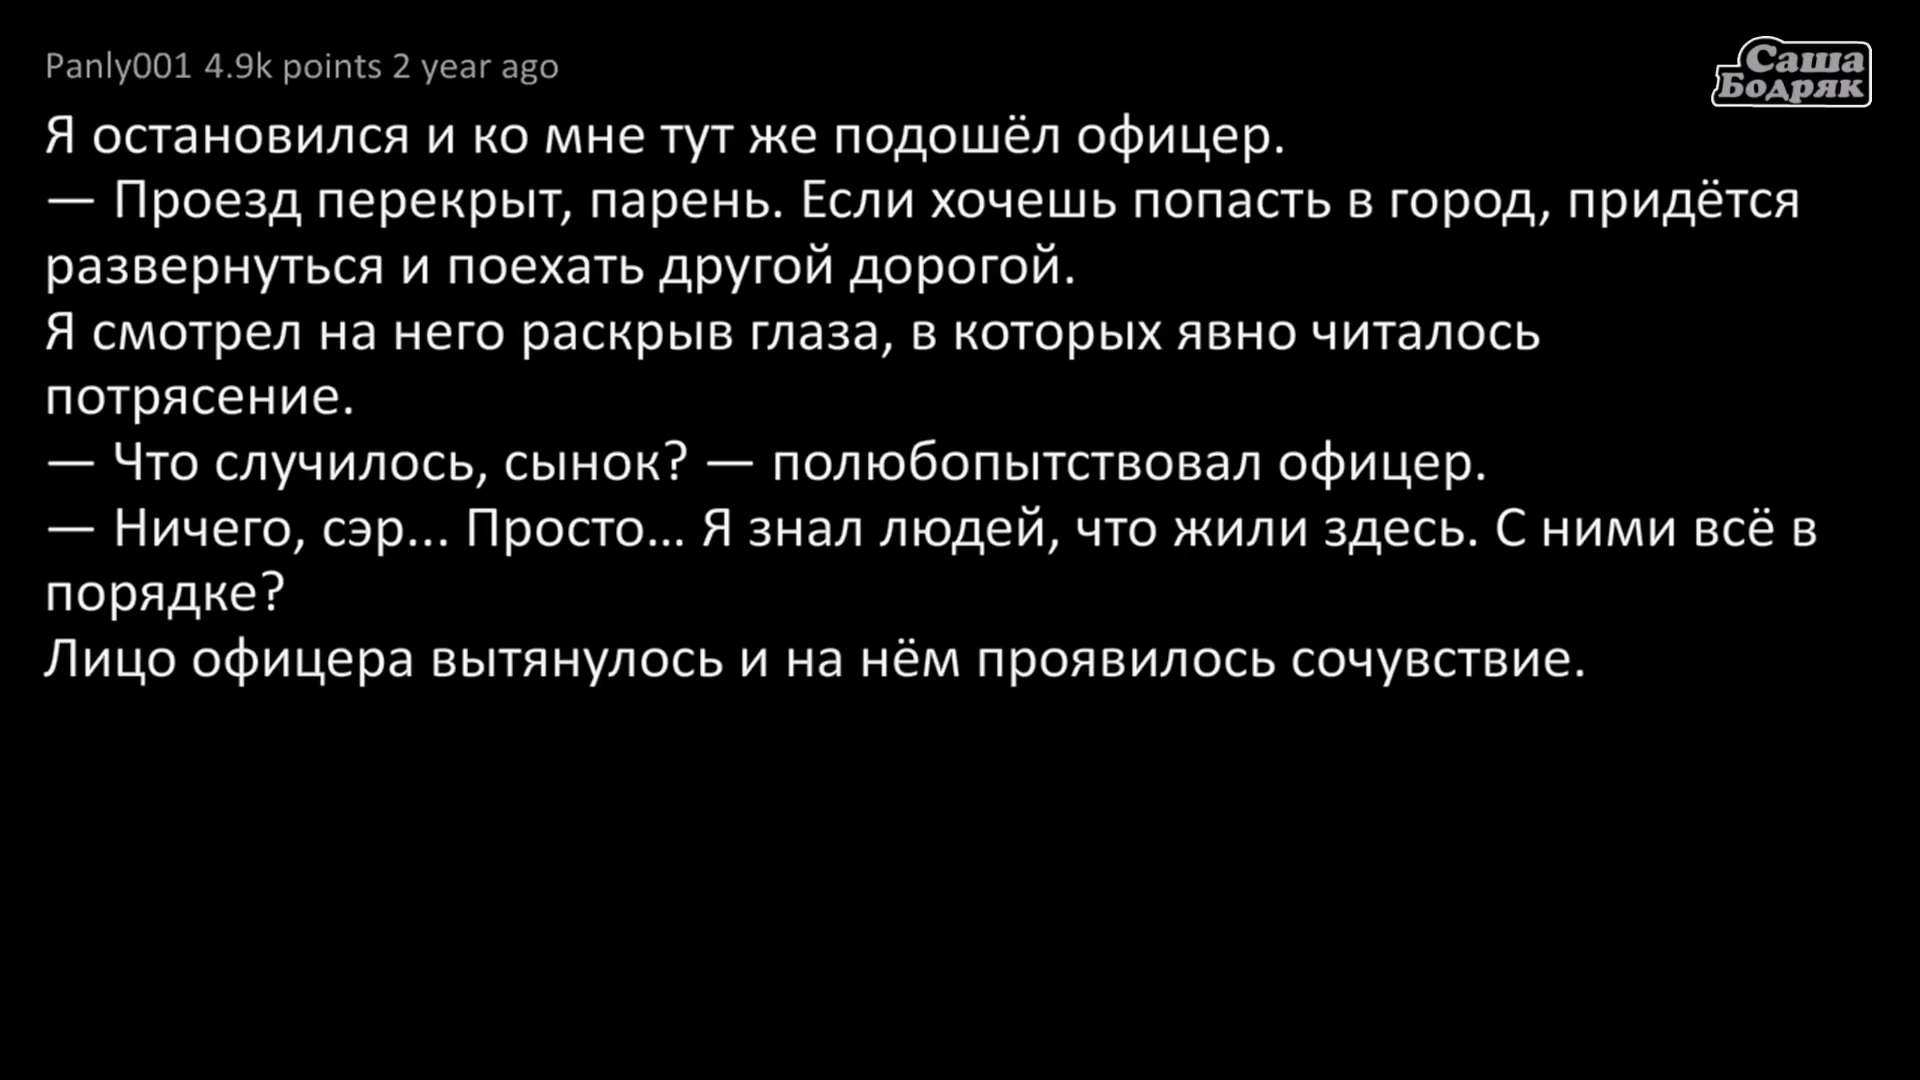 Panly001 4.9k points 2 year ago
Саша
Бодряк
Я остановился и ко мне тут же подошёл офицер.
— Проезд перекрыт, парень. Если хочешь попасть в город, придётся
развернуться и поехать другой дорогой.
Я смотрел на него раскрыв глаза, в которых явно читалось
потрясение.
— Что случилось, сынок? — полюбопытствовал офицер.
— Ничего, сэр... Просто... Я знал людей, что жили здесь. С ними всё в
порядке?
Лицо офицера вытянулось и на нём проявилось сочувствие.